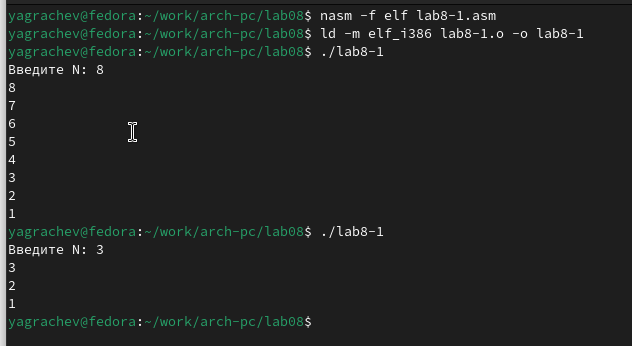 yagrachev@fedora:~/work/arch-pc/lab08$ nasm -f elf lab8-1.asm
yagrachev@fedora:~/work/arch-pc/lab08$ ld -m elf_i386 lab8-1.o -o lab8-1
yagrachev@fedora:~/work/arch-pc/lab08$ ./lab8-1
Введите N: 8
8
7
6
5
4
3
2
1
yagrachev@fedora:~/work/arch-pc/lab08$ ./lab8-1
Введите N: 3
3
2
1
yagrachev@fedora:~/work/arch-pc/lab08$